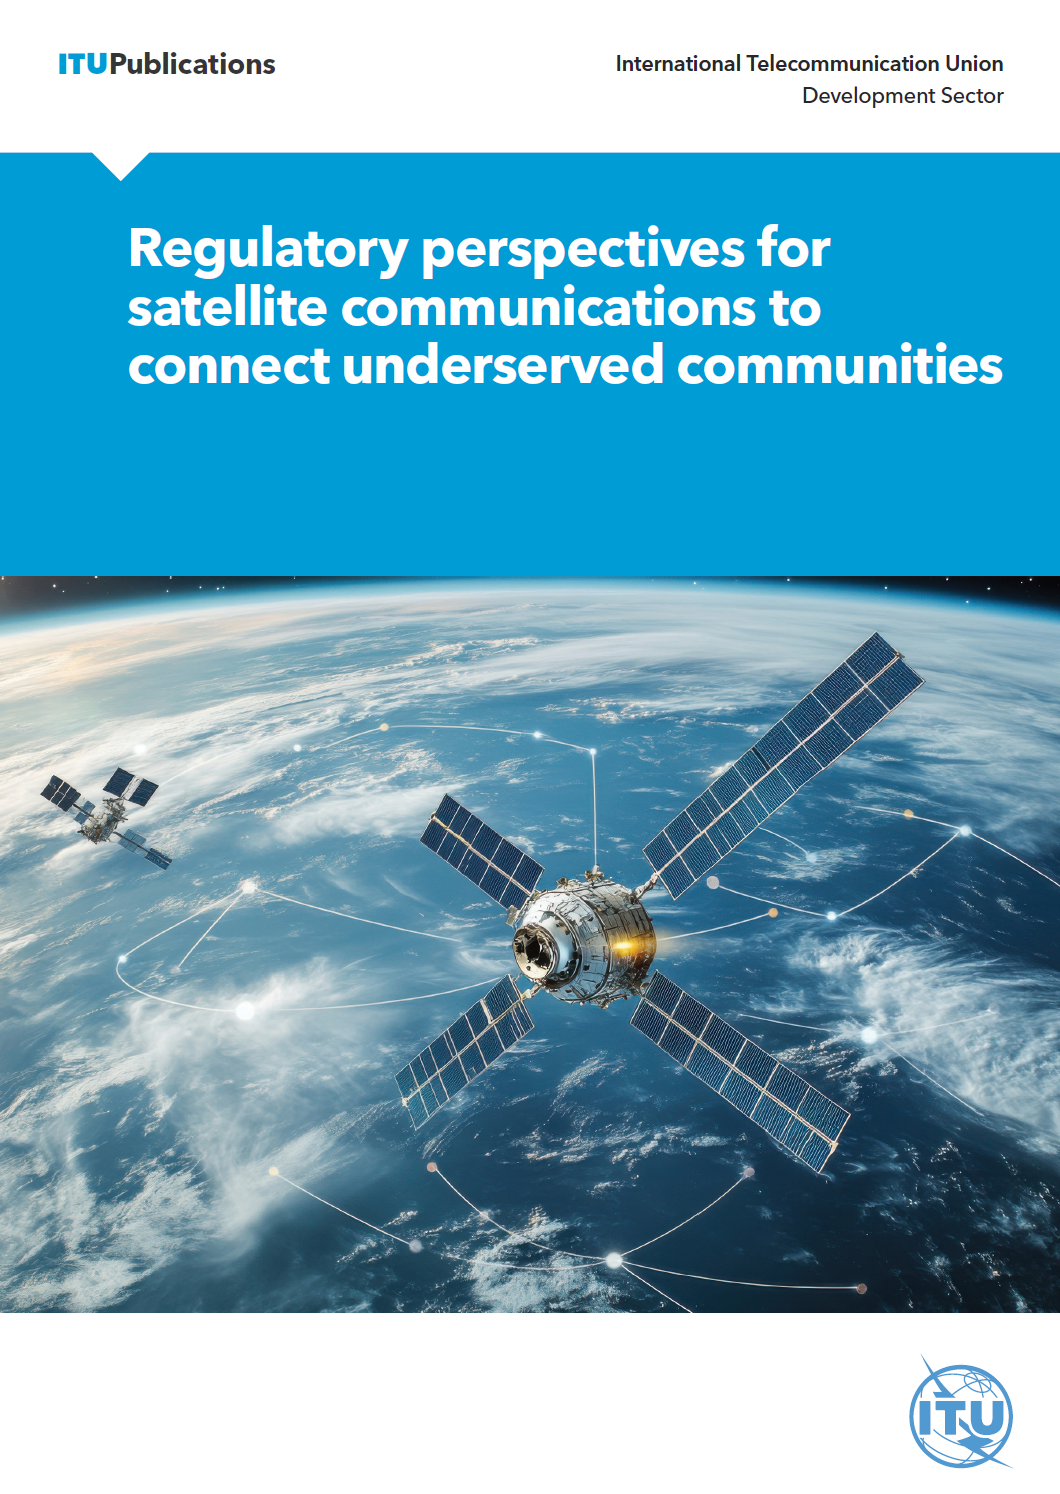 ITUPublications
International Telecommunication Union
Development Sector
Regulatory perspectives for
satellite communications to
connect underserved communities
ITU